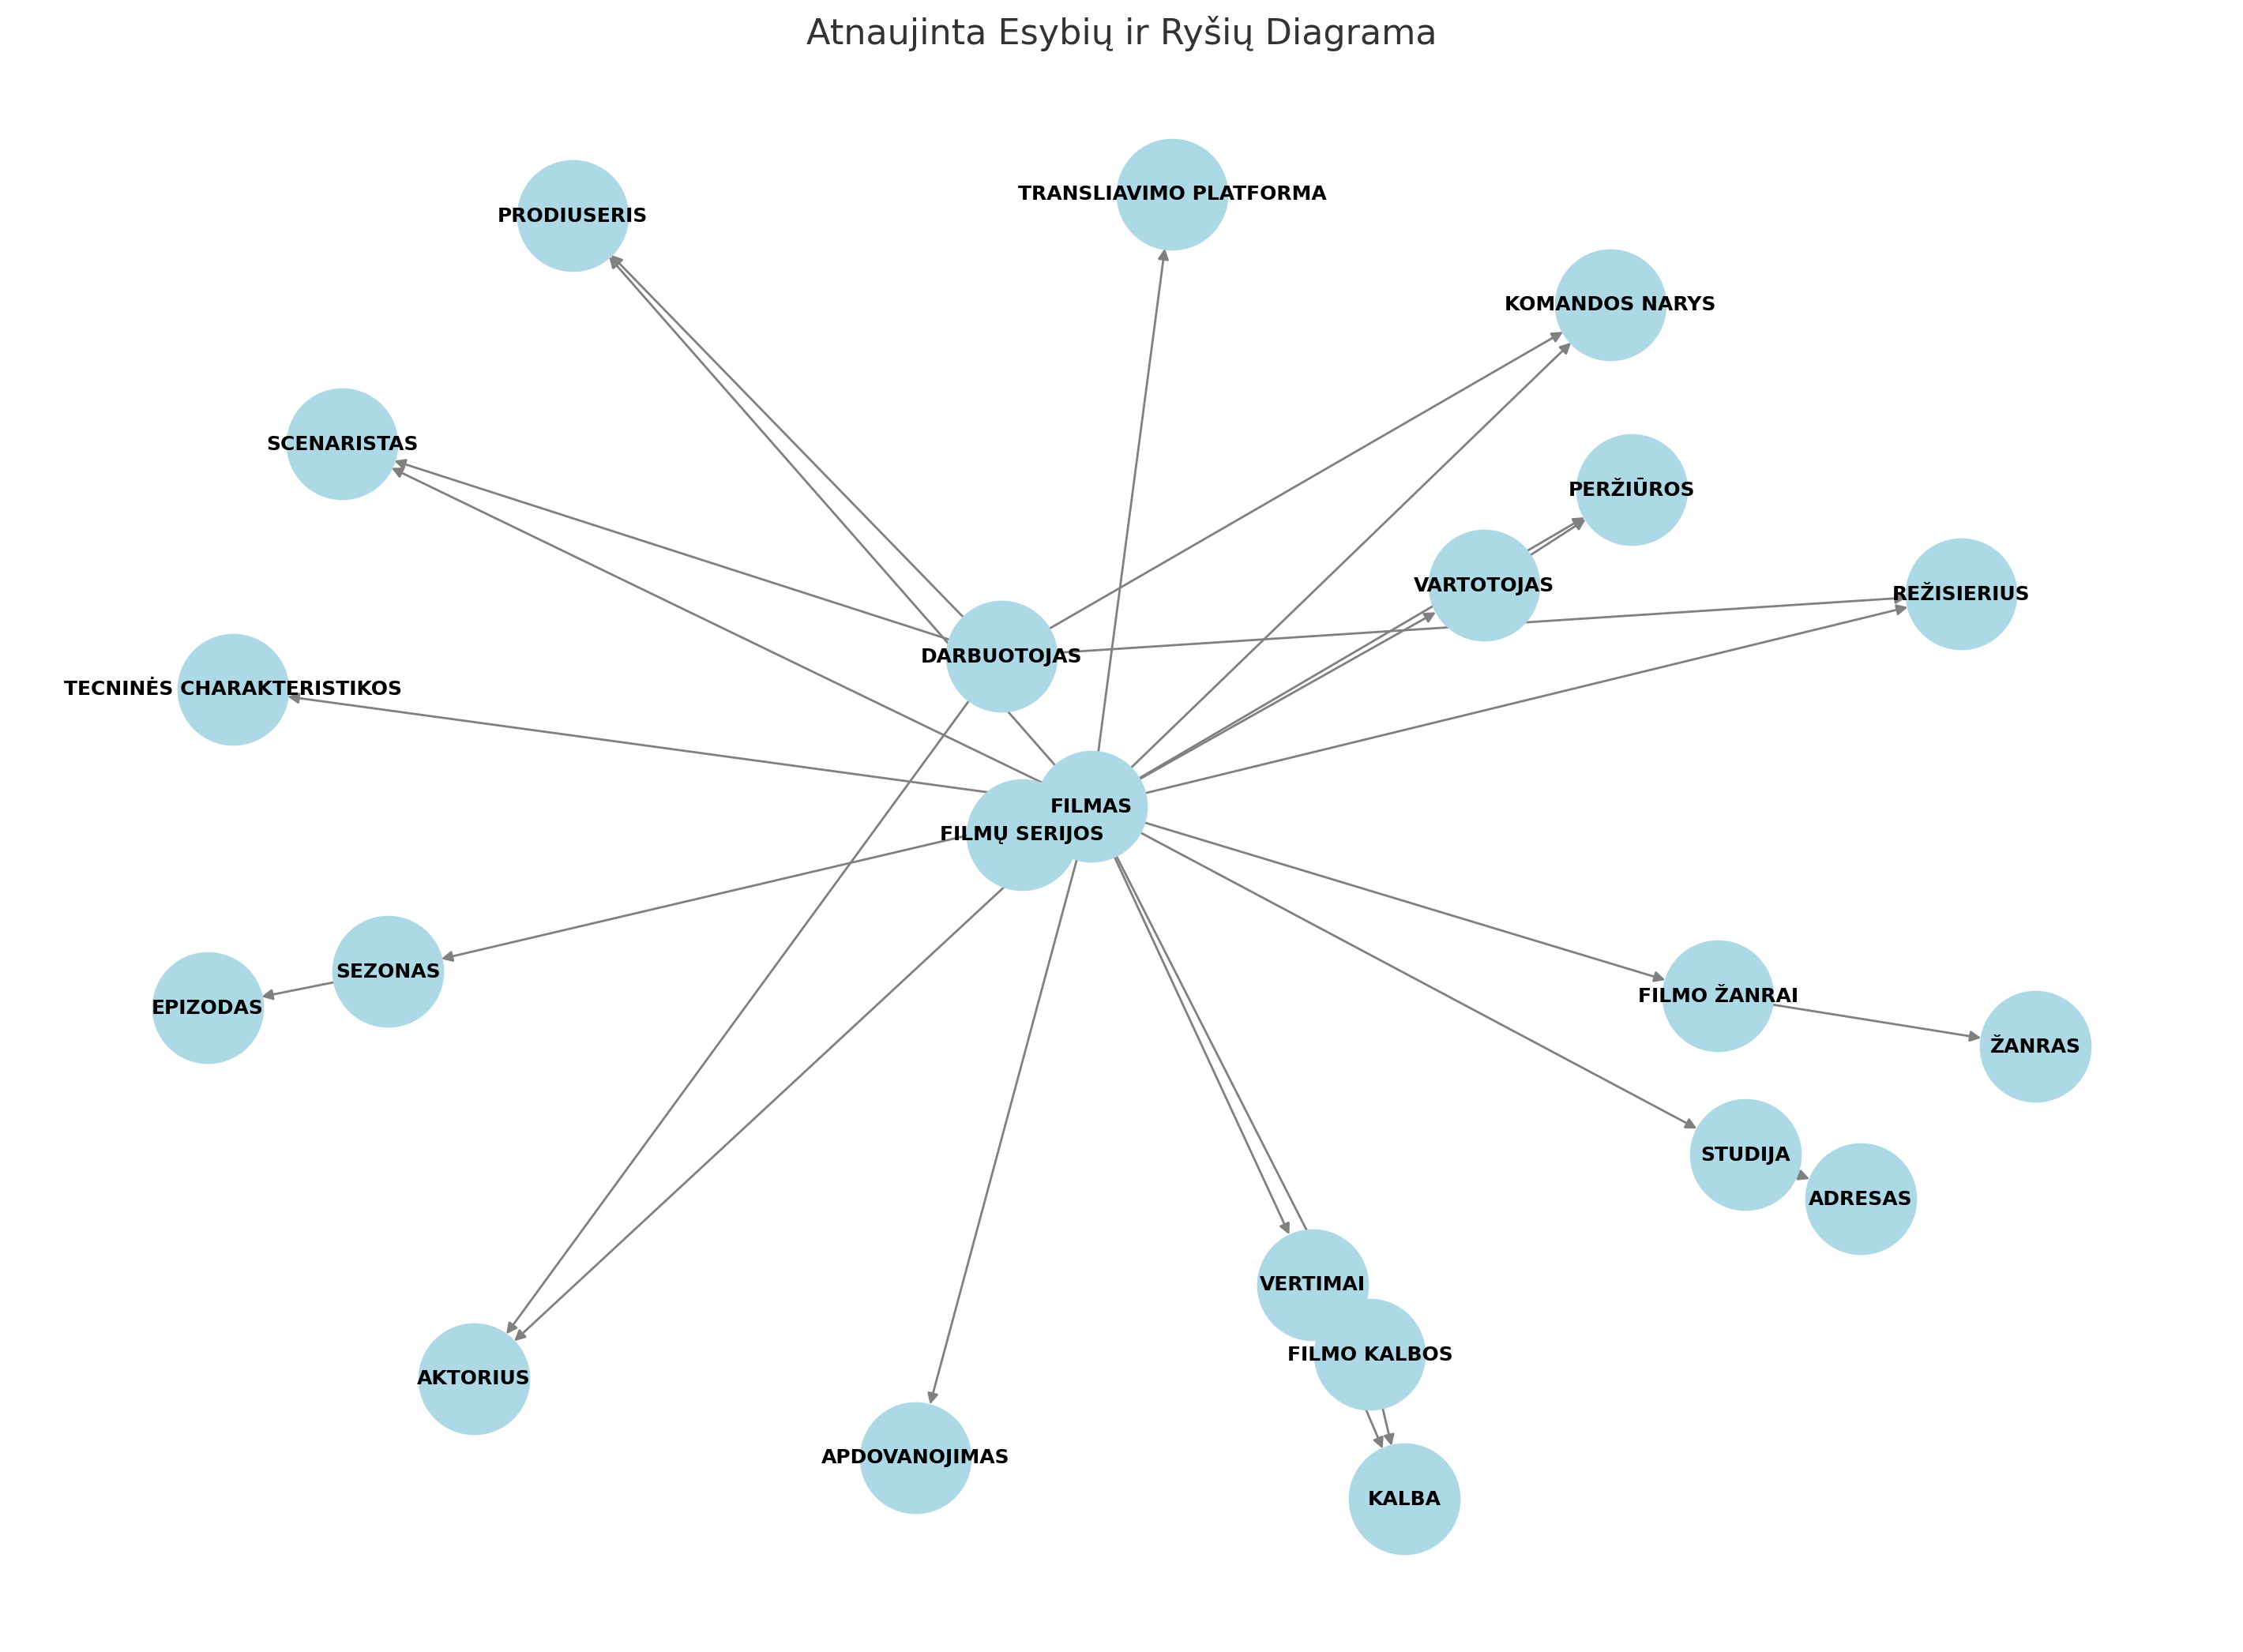 Atnaujinta Esybių ir Ryšių Diagrama
TRANSLIAVIMO PLATFORMA
PRODIUSERIS
KOMANDOS NARYS
SCENARISTAS
PERŽIŪROS
VARTOTOJAS
REŽISIERIUS
DARBUOTOJAS
TECNINĖS CHARAKTERISTIKOS
FILMAS
FILMŲ SERIJOS
SEZONAS
FILMO ŽANRAI
EPIZODAS
ŽANRAS
STUDIJA
ADRESAS
VERTIMAI
FILMO KALBOS
AKTORIUS
APDOVANOJIMAS
KALBA